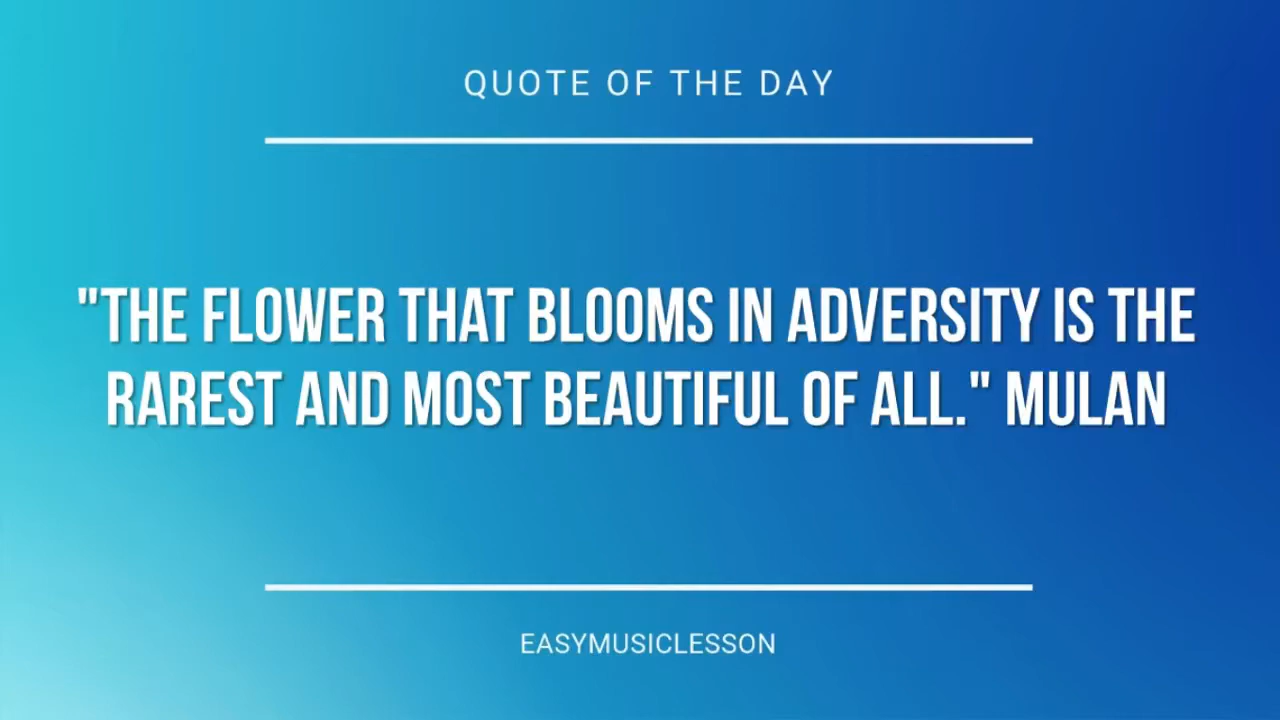 QUOTE OF THE DAY
"THE FLOWER THAT BLOOMS IN ADVERSITY IS THE
RAREST AND MOST BEAUTIFUL OF ALL." MULAN
EASYMUSICLESSON